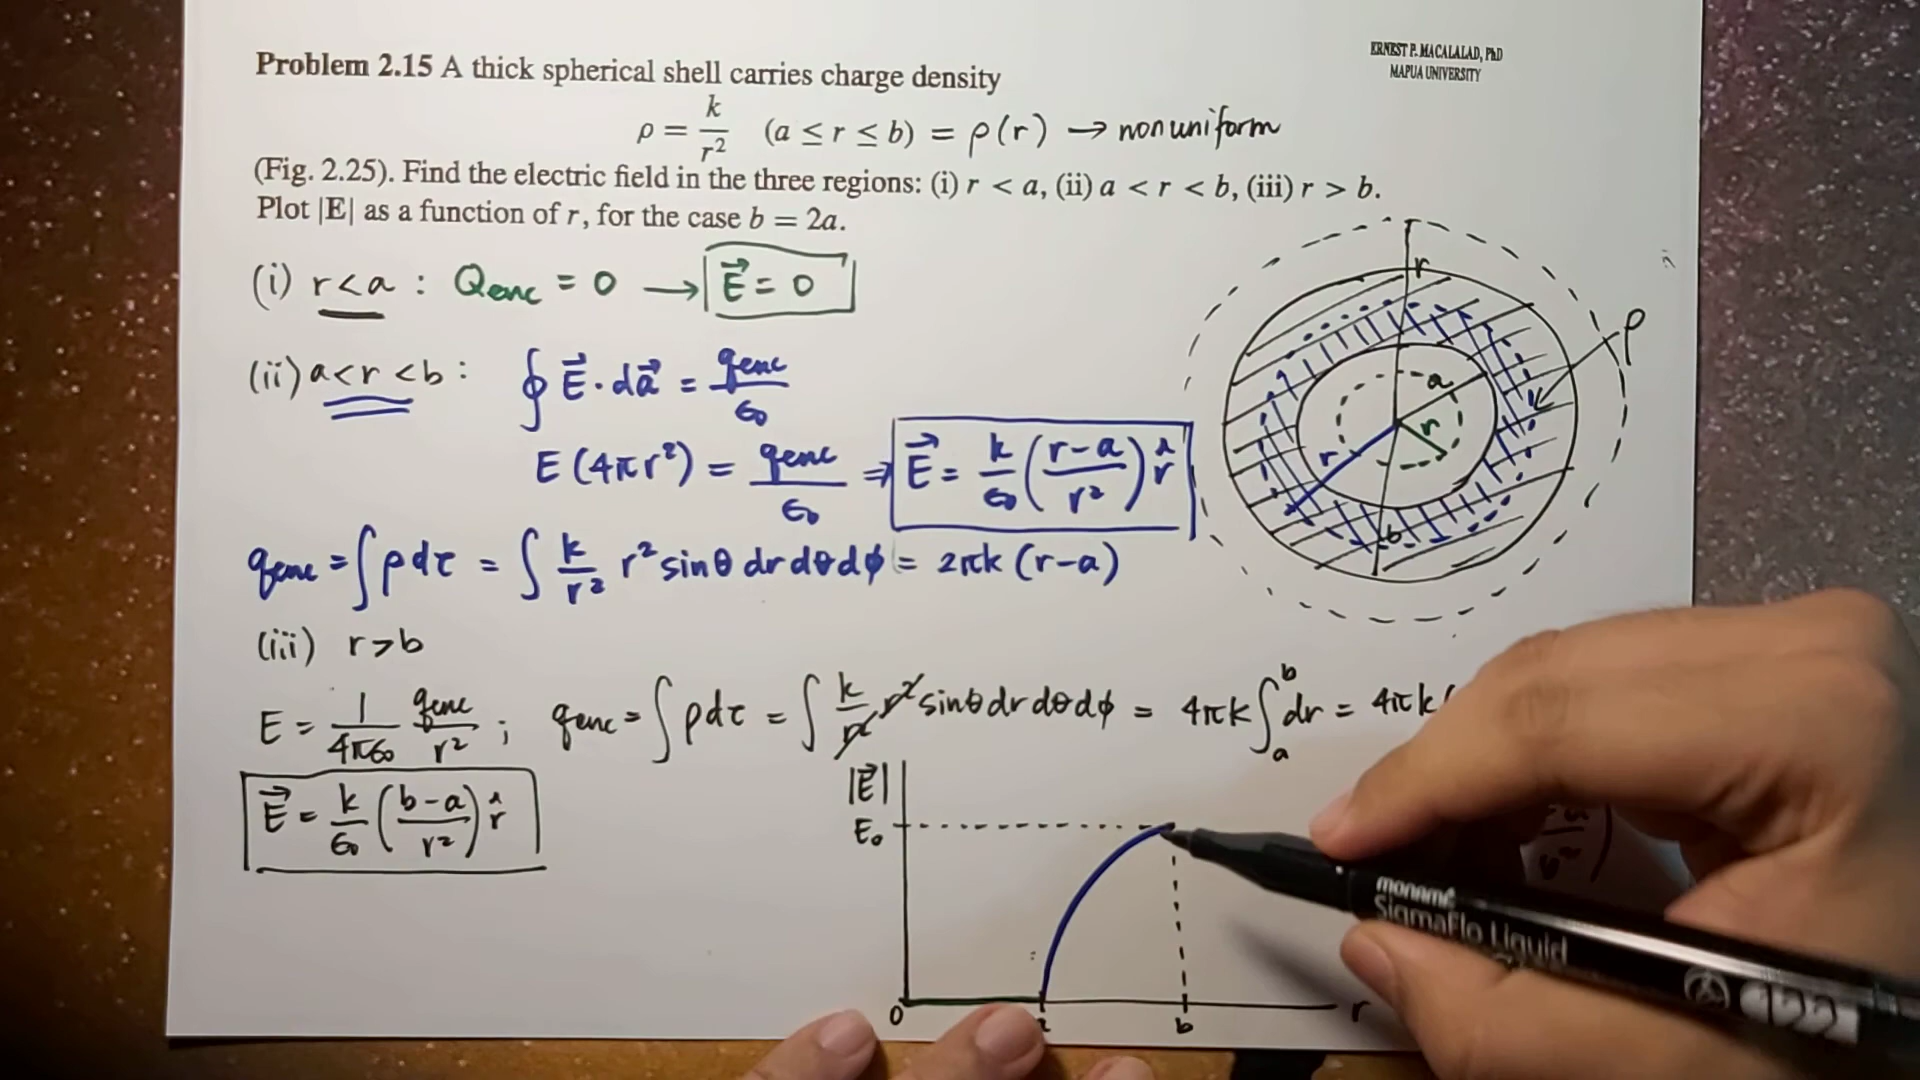 ERNEST P. MACALALAD, PhD
MAPUA UNIVERSITY
Problem 2.15 A thick spherical shell carries charge density
ρ = k/r² (a ≤ r ≤ b) = ρ(r) → nonuniform
(Fig. 2.25). Find the electric field in the three regions: (i) r < a, (ii) a < r < b, (iii) r > b.
Plot |E| as a function of r, for the case b = 2a.
(i) r<a : Qenc = 0 → E⃗ = 0
(ii) a<r<b : ∮ E⃗·da⃗ = qenc/ϵ₀
E(4πr²) = qenc/ϵ₀ ⇒ E⃗ = k/ϵ₀ (r-a/r²) r̂
qenc = ∫ρdτ = ∫ k/r² r² sinθ dr dθ dϕ = 2πk (r-a)
(iii) r>b
E = 1/4πϵ₀ qenc/r² ; qenc = ∫ρdτ = ∫ k/r² r² sinθ dr dθ dϕ = 4πk ∫ₐᵇ dr = 4πk(
E⃗ = k/ϵ₀ (b-a/r²) r̂
r
ρ
a
r
r
b
|E⃗|
E₀
0
b
r
monamé
SigmaFlo Liquid